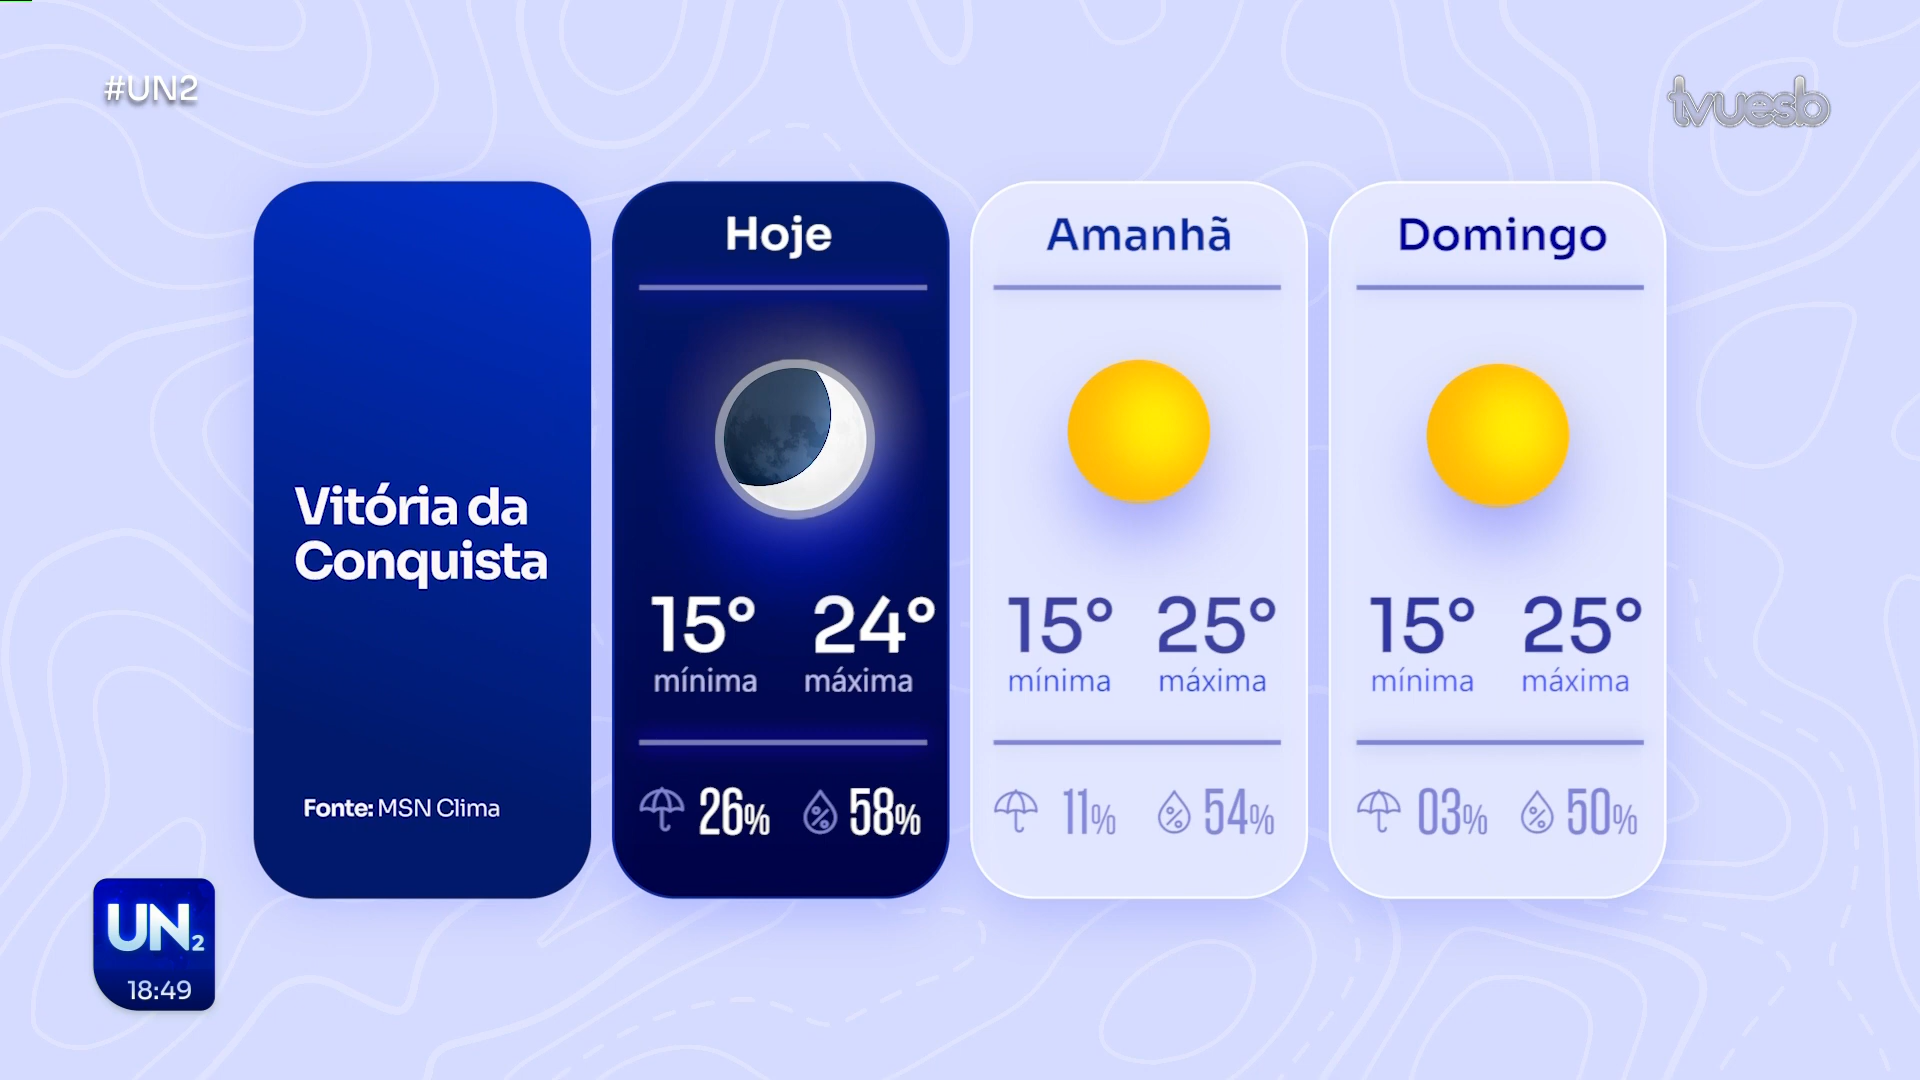 #UN2
tvuesb
Vitória da
Conquista
Fonte: MSN Clima
Hoje
15° 24°
mínima máxima
26% 58%
Amanhã
15° 25°
mínima máxima
11% 54%
Domingo
15° 25°
mínima máxima
03% 50%
UN2
18:49